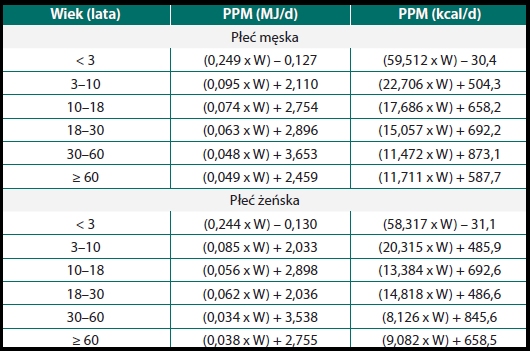 Wiek (lata) PPM (MJ/d) PPM (kcal/d)
Płeć męska
< 3 (0,249 x W) – 0,127 (59,512 x W) – 30,4
3–10 (0,095 x W) + 2,110 (22,706 x W) + 504,3
10–18 (0,074 x W) + 2,754 (17,686 x W) + 658,2
18–30 (0,063 x W) + 2,896 (15,057 x W) + 692,2
30–60 (0,048 x W) + 3,653 (11,472 x W) + 873,1
≥ 60 (0,049 x W) + 2,459 (11,711 x W) + 587,7
Płeć żeńska
< 3 (0,244 x W) – 0,130 (58,317 x W) – 31,1
3–10 (0,085 x W) + 2,033 (20,315 x W) + 485,9
10–18 (0,056 x W) + 2,898 (13,384 x W) + 692,6
18–30 (0,062 x W) + 2,036 (14,818 x W) + 486,6
30–60 (0,034 x W) + 3,538 (8,126 x W) + 845,6
≥ 60 (0,038 x W) + 2,755 (9,082 x W) + 658,5